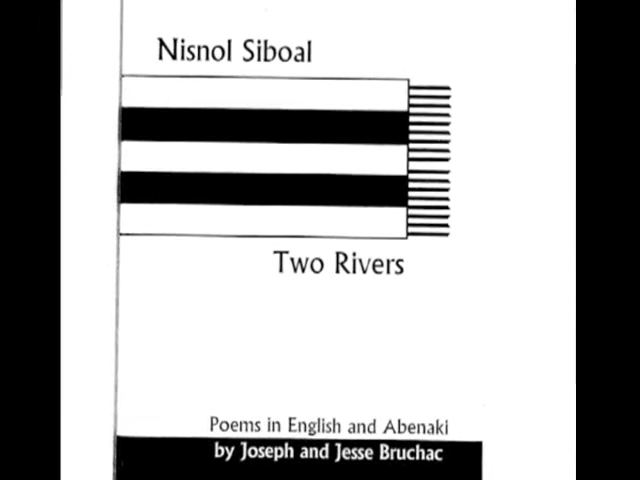 Nisnol Siboal
Two Rivers
Poems in English and Abenaki
by Joseph and Jesse Bruchac